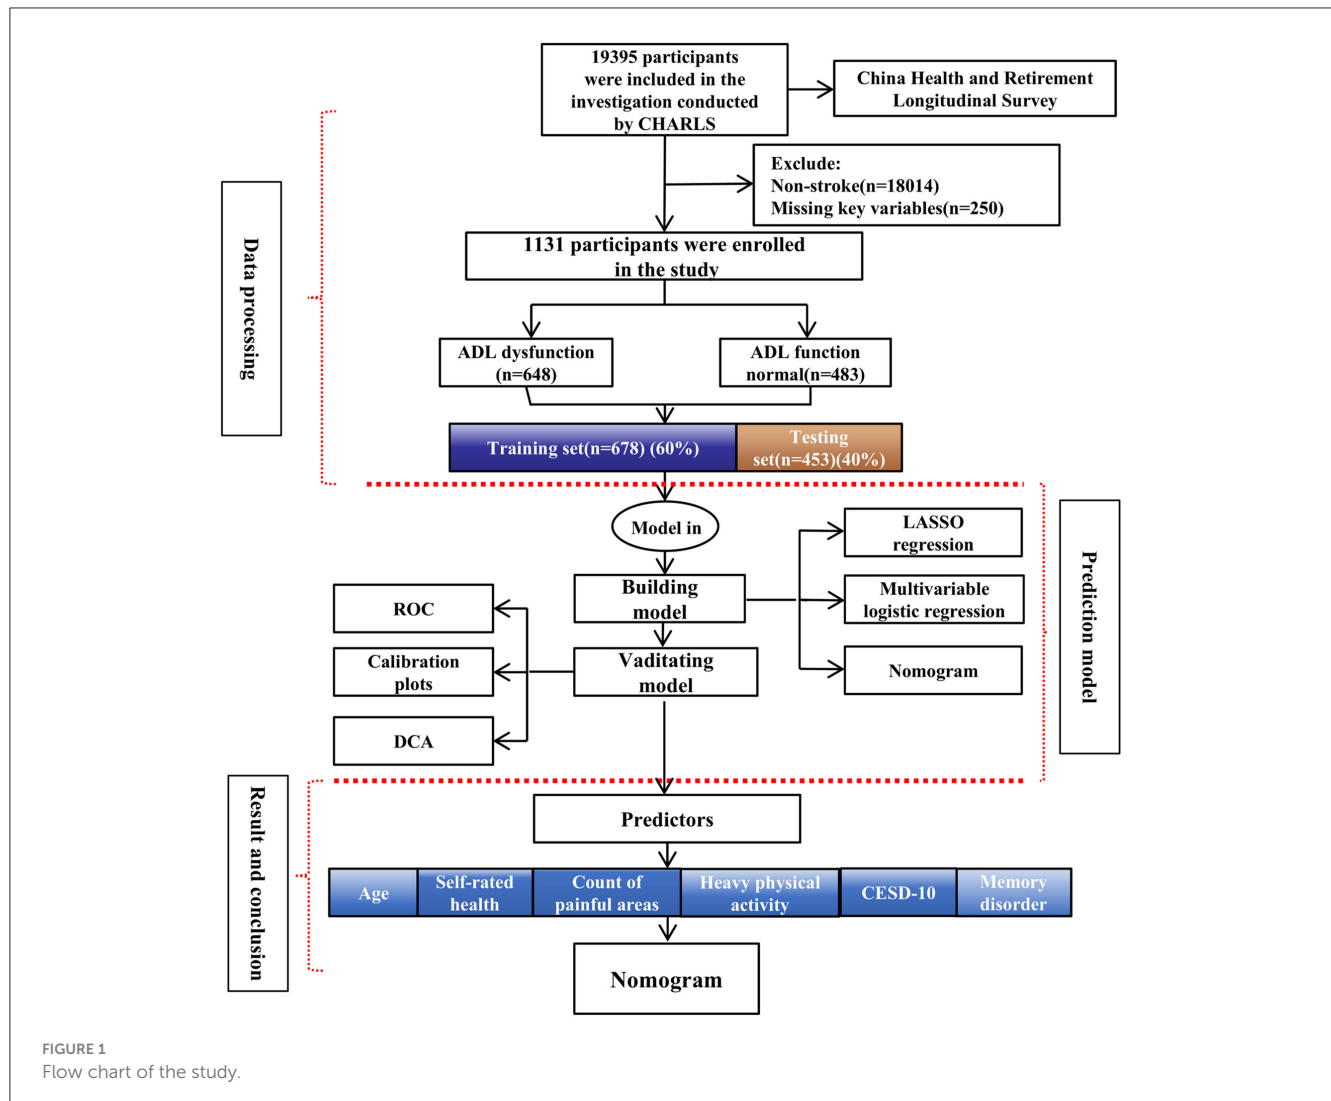 19395 participants
were included in the
investigation conducted
by CHARLS
China Health and Retirement
Longitudinal Survey
Exclude:
Non-stroke(n=18014)
Missing key variables(n=250)
1131 participants were enrolled
in the study
Data processing
ADL dysfunction
(n=648)
ADL function
normal(n=483)
Training set(n=678) (60%)
Testing
set(n=453)(40%)
Model in
LASSO
regression
Building
model
Multivariable
logistic regression
Nomogram
Prediction model
ROC
Vaditating
model
Calibration
plots
DCA
Predictors
Result and conclusion
Age
Self-rated
health
Count of
painful areas
Heavy physical
activity
CESD-10
Memory
disorder
Nomogram
FIGURE 1
Flow chart of the study.